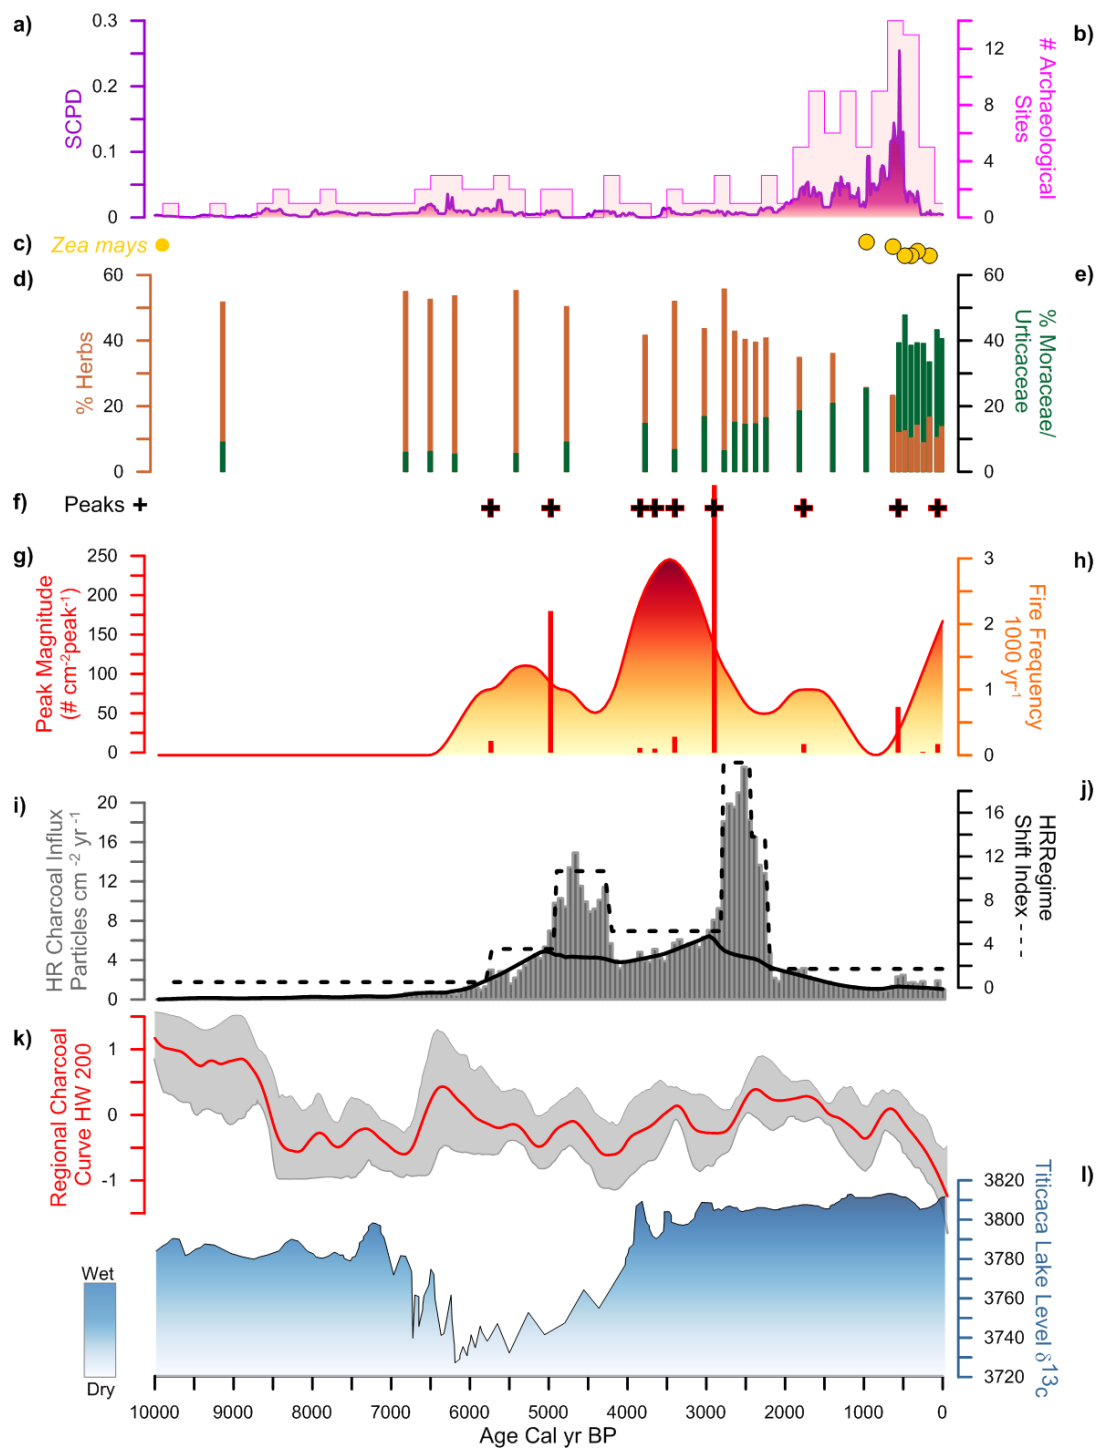 a)
b)
0.3
0.2
0.1
0
SCPD
12
8
4
0
# Archaeological
Sites
c)
Zea mays
d)
e)
60
40
20
0
% Herbs
60
40
20
0
% Moraceae/
Urticaceae
f)
Peaks +
g)
h)
250
200
150
100
50
0
Peak Magnitude
(# cm-2peak-1)
3
2
1
0
Fire Frequency
1000 yr-1
i)
j)
20
16
12
8
4
0
HR Charcoal Influx
Particles cm -2 yr -1
16
12
8
4
0
HRRegime
Shift Index ---
k)
1
0
-1
Regional Charcoal
Curve HW 200
l)
3820
3800
3780
3760
3740
3720
Titicaca Lake Level δ13c
Wet
Dry
10000 9000 8000 7000 6000 5000 4000 3000 2000 1000 0
Age Cal yr BP